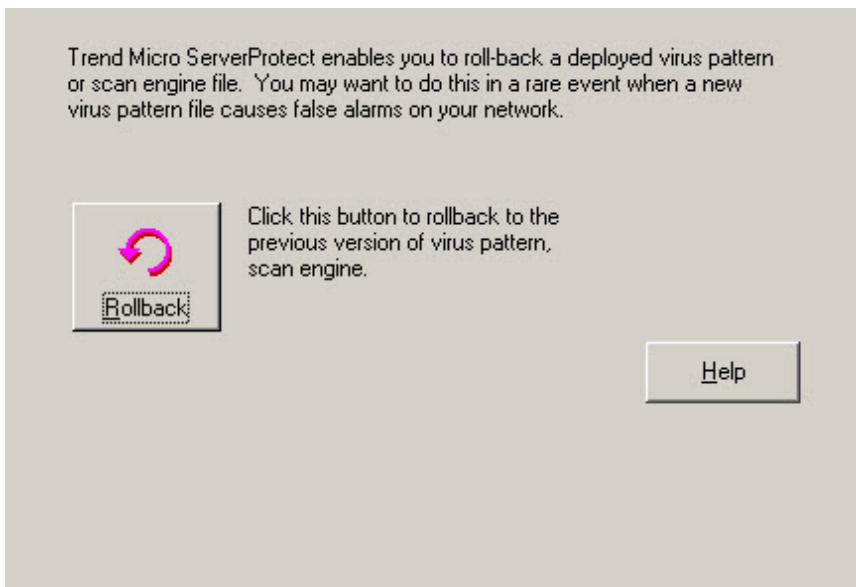 Trend Micro ServerProtect enables you to roll-back a deployed virus pattern
or scan engine file. You may want to do this in a rare event when a new
virus pattern file causes false alarms on your network.
Click this button to rollback to the
previous version of virus pattern,
scan engine.
Rollback
Help